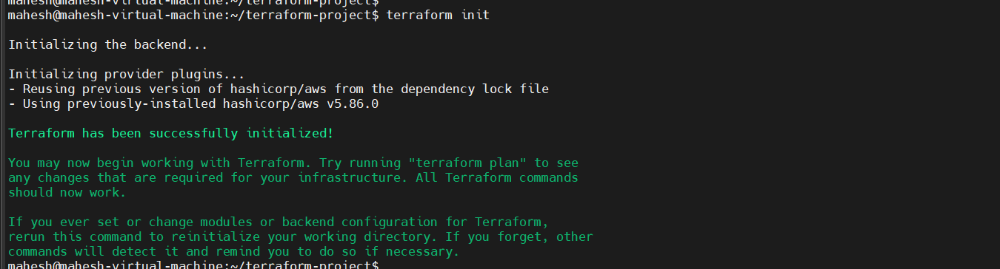 mahesh@mahesh-virtual-machine:~/terraform-project$
mahesh@mahesh-virtual-machine:~/terraform-project$ terraform init
Initializing the backend...
Initializing provider plugins...
- Reusing previous version of hashicorp/aws from the dependency lock file
- Using previously-installed hashicorp/aws v5.86.0
Terraform has been successfully initialized!
You may now begin working with Terraform. Try running "terraform plan" to see
any changes that are required for your infrastructure. All Terraform commands
should now work.
If you ever set or change modules or backend configuration for Terraform,
rerun this command to reinitialize your working directory. If you forget, other
commands will detect it and remind you to do so if necessary.
mahesh@mahesh-virtual-machine:~/terraform-project$